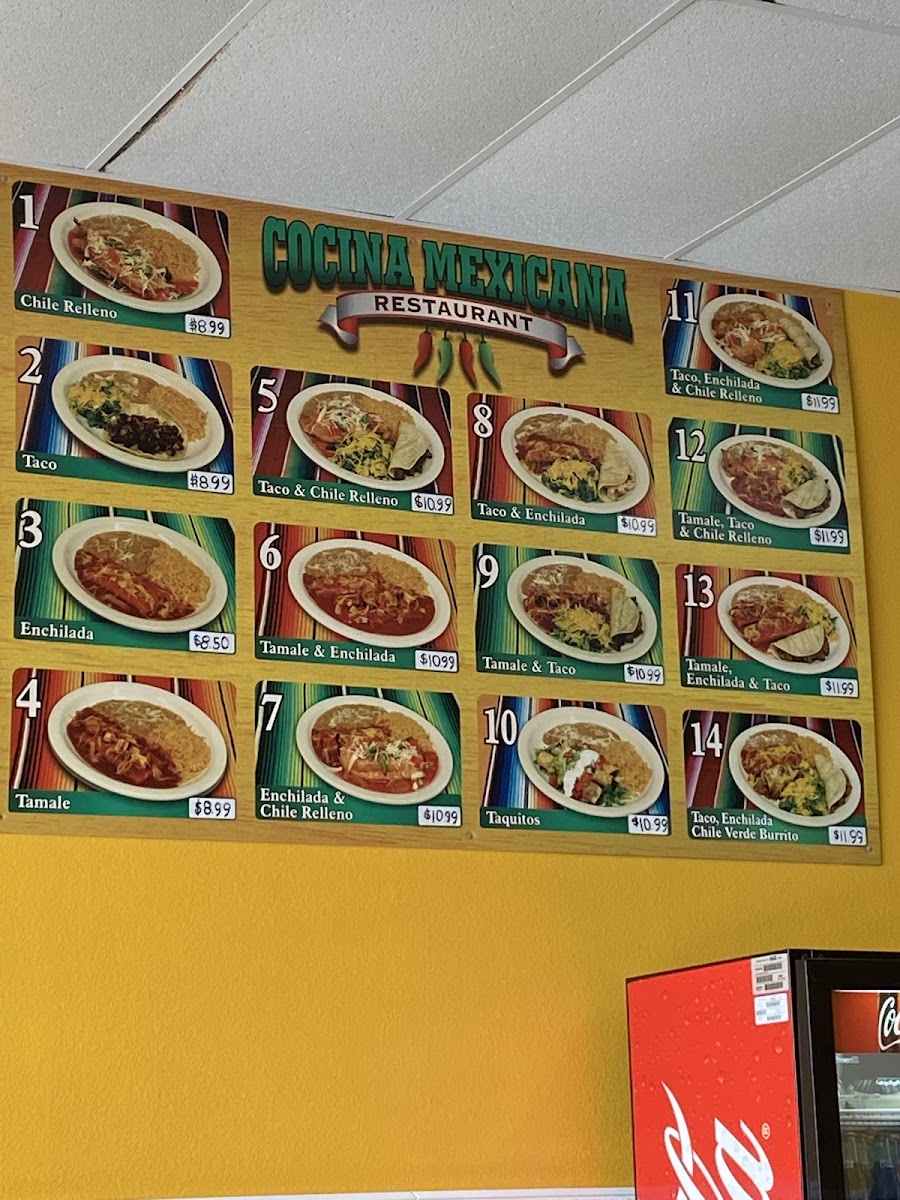 COCINA MEXICANA
RESTAURANT
1
Chile Relleno
$8.99
2
Taco
$8.99
3
Enchilada
$8.50
4
Tamale
$8.99
5
Taco & Chile Relleno
$10.99
6
Tamale & Enchilada
$10.99
7
Enchilada &
Chile Relleno
$10.99
8
Taco & Enchilada
$10.99
9
Tamale & Taco
$10.99
10
Taquitos
$10.99
11
Taco, Enchilada
& Chile Relleno
$11.99
12
Tamale, Taco
& Chile Relleno
$11.99
13
Tamale,
Enchilada & Taco
$11.99
14
Taco, Enchilada
Chile Verde Burrito
$11.99